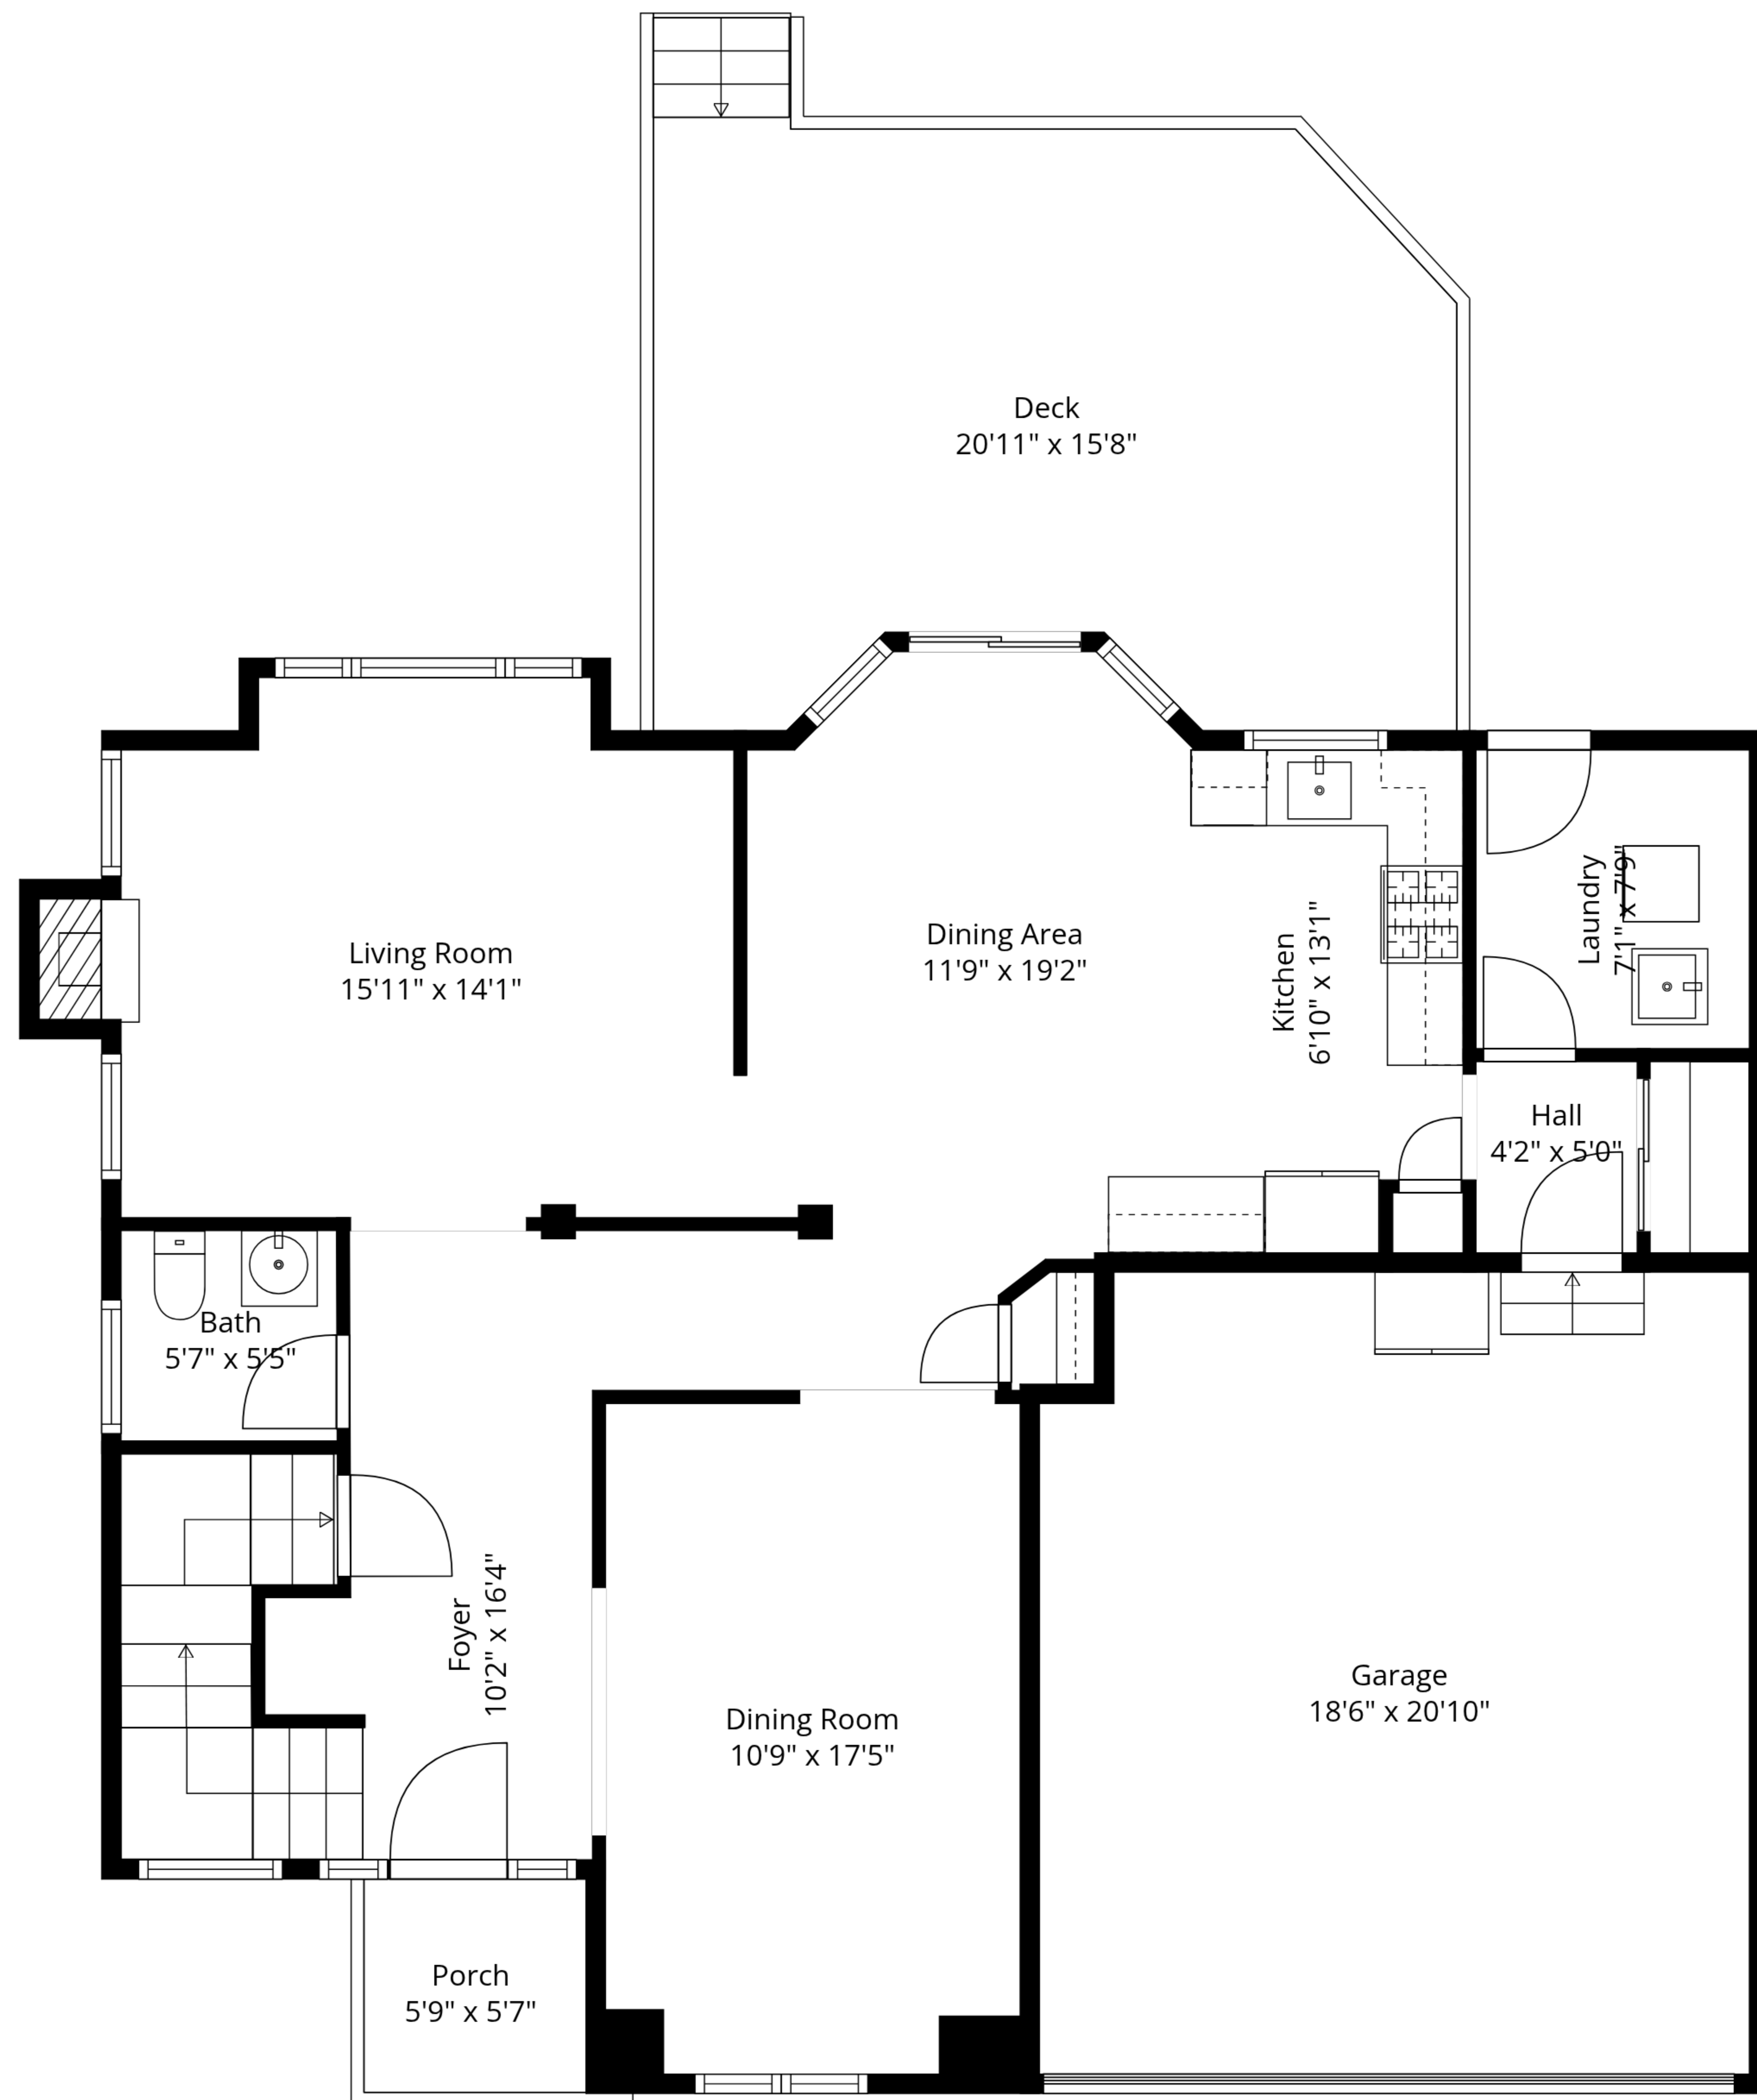 Deck
20'11" x 15'8"
Living Room
15'11" x 14'1"
Dining Area
11'9" x 19'2"
Kitchen
6'10" x 13'1"
Laundry
7'1" x 7'9"
Hall
4'2" x 5'0"
Bath
5'7" x 5'5"
Foyer
10'2" x 16'4"
Dining Room
10'9" x 17'5"
Garage
18'6" x 20'10"
Porch
5'9" x 5'7"